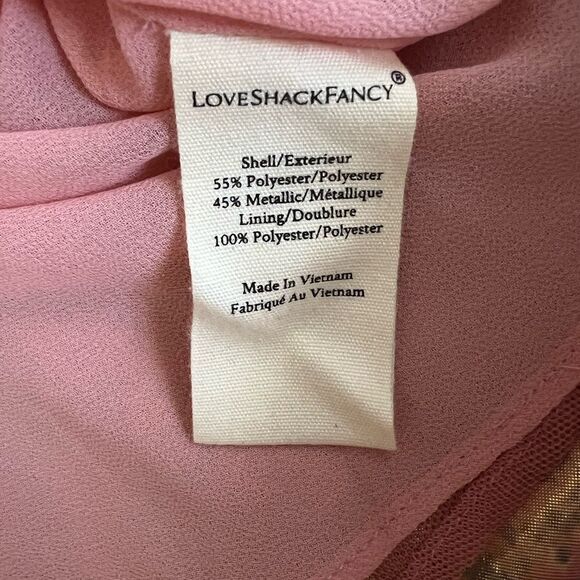 LoveShackFancy®
Shell/Exterieur
55% Polyester/Polyester
45% Metallic/Métallique
Lining/Doublure
100% Polyester/Polyester
Made In Vietnam
Fabriqué Au Vietnam